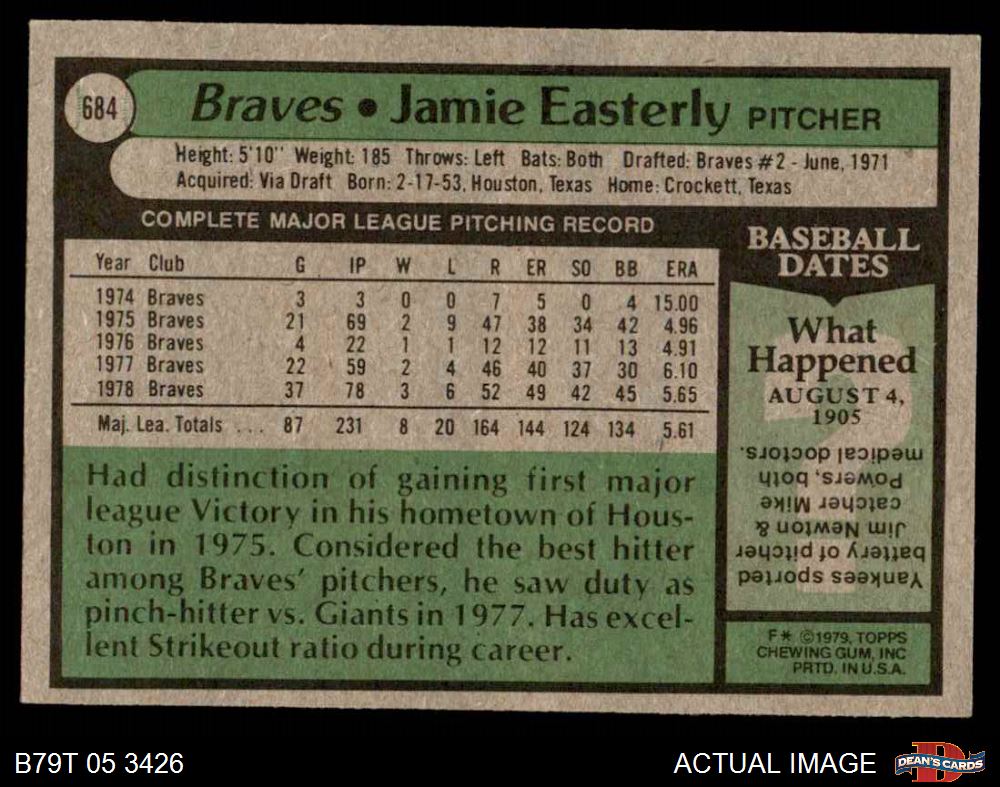 684
Braves • Jamie Easterly PITCHER
Height: 5'10" Weight: 185 Throws: Left Bats: Both Drafted: Braves #2 - June, 1971
Acquired: Via Draft Born: 2-17-53, Houston, Texas Home: Crockett, Texas
COMPLETE MAJOR LEAGUE PITCHING RECORD
Year Club G IP W L R ER SO BB ERA
1974 Braves 3 3 0 0 7 5 0 4 15.00
1975 Braves 21 69 2 9 47 38 34 42 4.96
1976 Braves 4 22 1 1 12 12 11 13 4.91
1977 Braves 22 59 2 4 46 40 37 30 6.10
1978 Braves 37 78 3 6 52 49 42 45 5.65
Maj. Lea. Totals ... 87 231 8 20 164 144 124 134 5.61
Had distinction of gaining first major
league Victory in his hometown of Hous-
ton in 1975. Considered the best hitter
among Braves' pitchers, he saw duty as
pinch-hitter vs. Giants in 1977. Has excel-
lent Strikeout ratio during career.
BASEBALL
DATES
What
Happened
AUGUST 4,
1905
Yankees sported
battery of pitcher
Jim Newton &
catcher Mike
Powers, both
medical doctors.
F* ©1979, TOPPS
CHEWING GUM, INC
PRTD. IN U.S.A.
B79T 05 3426
ACTUAL IMAGE
DEAN'S CARDS